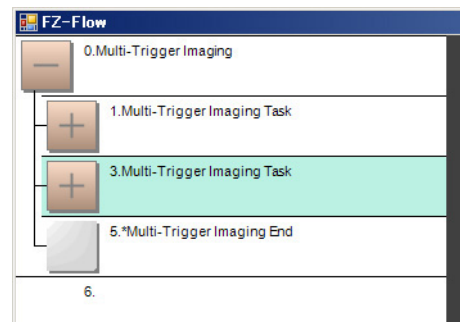 FZ-Flow
0.Multi-Trigger Imaging
1.Multi-Trigger Imaging Task
3.Multi-Trigger Imaging Task
5.*Multi-Trigger Imaging End
6.